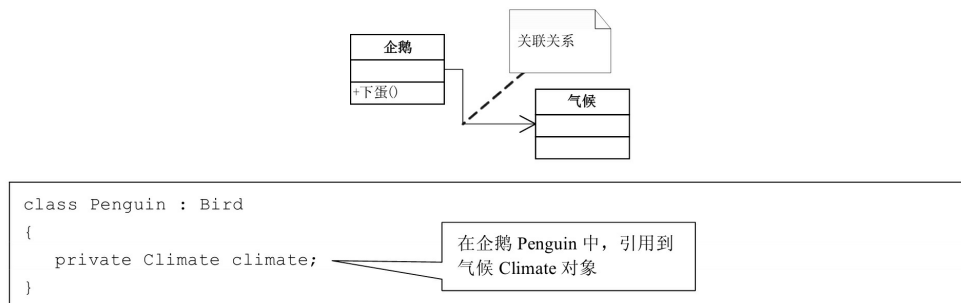 企鹅
+下蛋()
关联关系
气候
class Penguin : Bird
{
private Climate climate;
}
在企鹅 Penguin 中，引用到
气候 Climate 对象